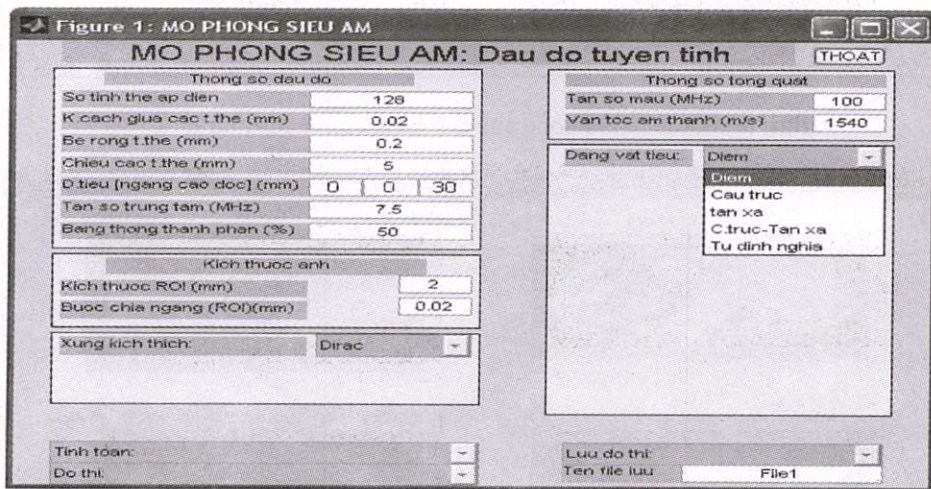 Figure 1: MO PHONG SIEU AM
MO PHONG SIEU AM: Dau do tuyen tinh
THOAT
Thong so dau do
So tinh the ap dien 128
K.cach giua cac t.the (mm) 0.02
Be rong t.the (mm) 0.2
Chieu cao t.the (mm) 5
D.tieu [ngang cao doc] (mm) 0 0 30
Tan so trung tam (MHz) 7.5
Bang thong thanh phan (%) 50
Kich thuoc anh
Kich thuoc ROI (mm) 2
Buoc chia ngang (ROI)(mm) 0.02
Xung kich thich: Dirac
Tinh toan:
Do thi:
Thong so tong quat
Tan so mau (MHz) 100
Van toc am thanh (m/s) 1540
Dang vat tieu: Diem
Diem
Cau truc
tan xa
C.truc-Tan xa
Tu dinh nghia
Luu do thi:
Ten file luu File1